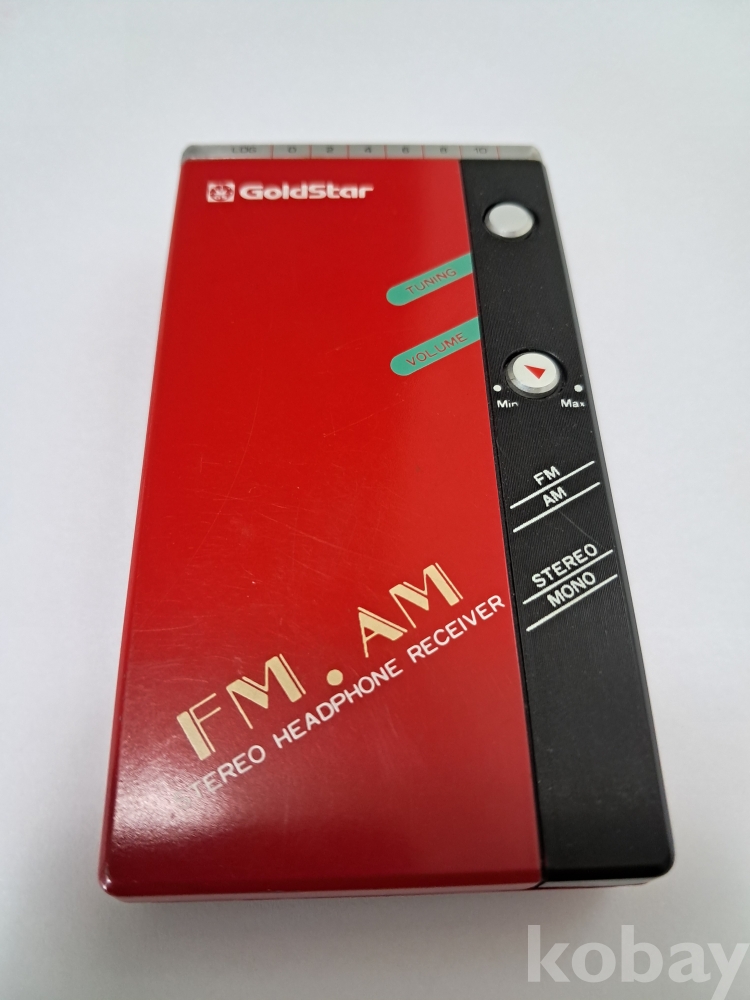 LOG 0 2 4 6 8 10
GoldStar
TUNING
VOLUME
Min Max
FM
AM
STEREO
MONO
FM.AM
STEREO HEADPHONE RECEIVER
kobay